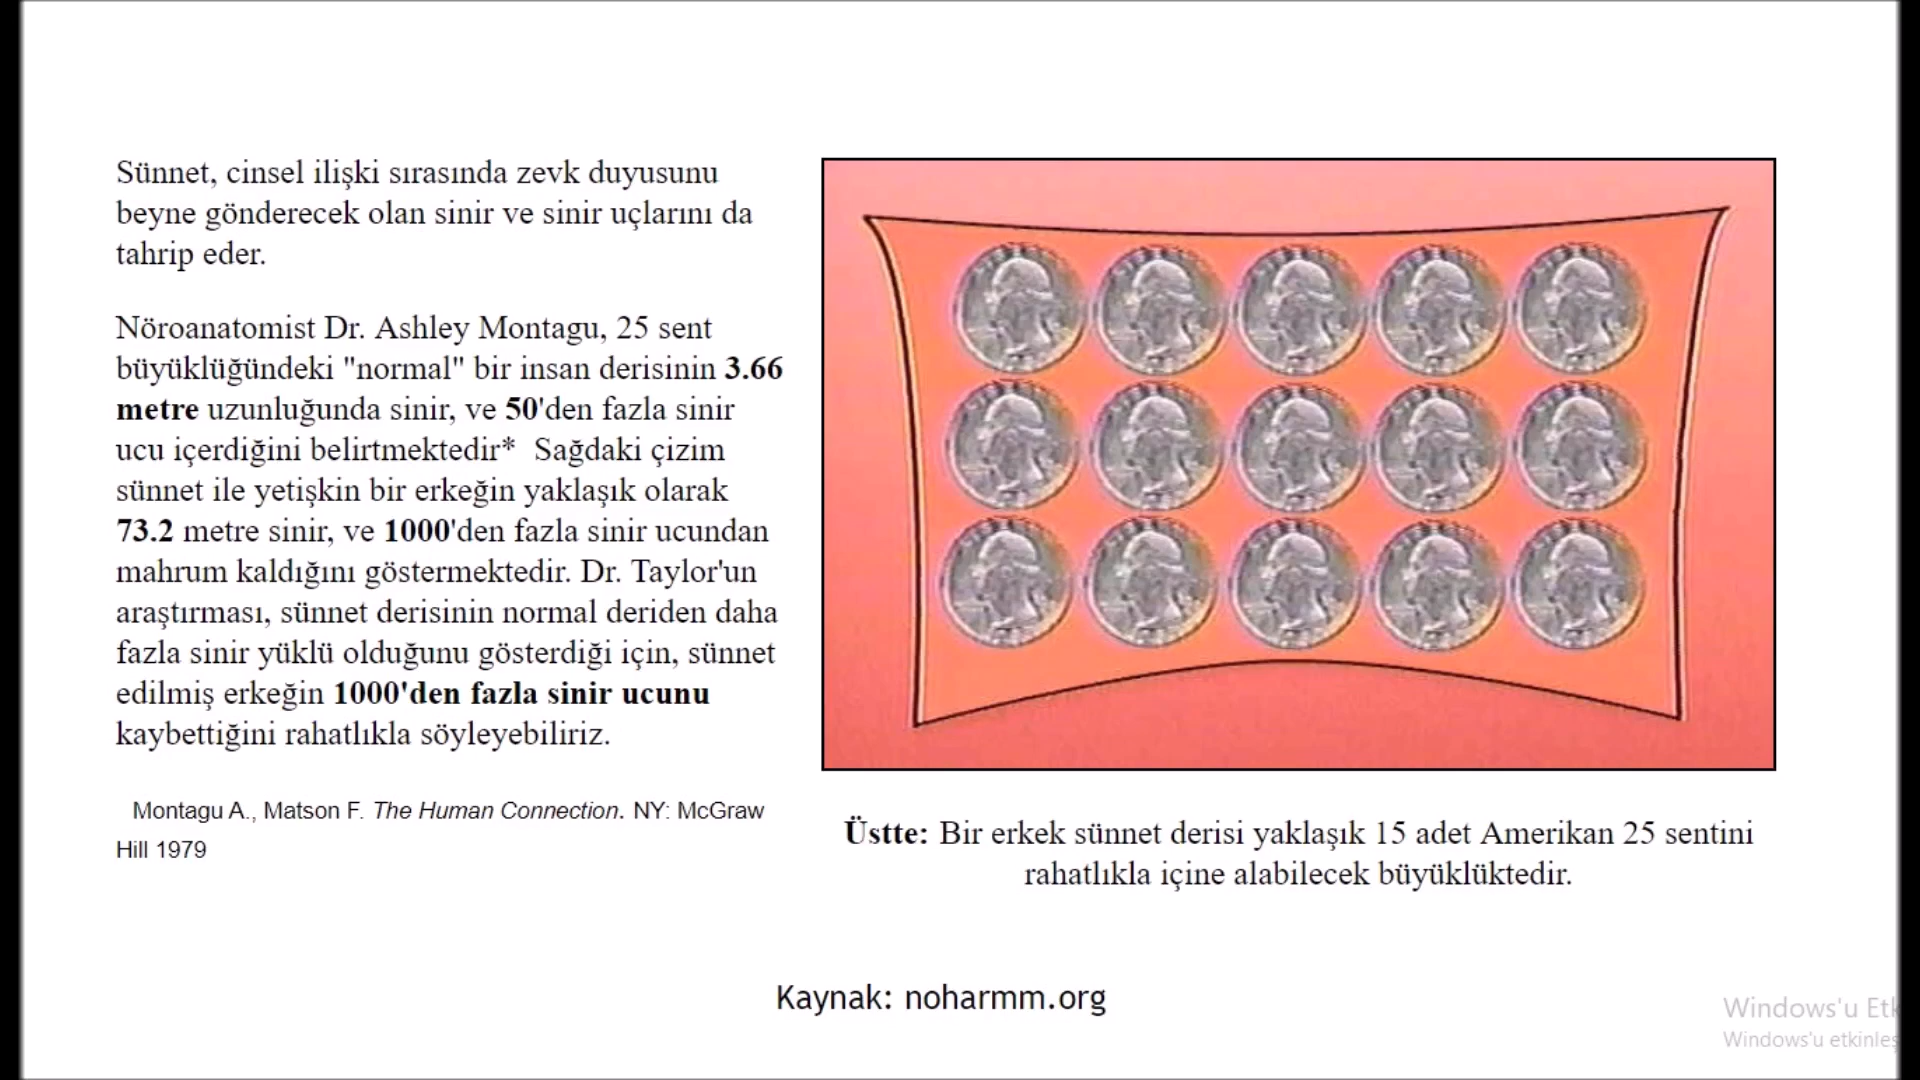 Sünnet, cinsel ilişki sırasında zevk duyusunu
beyne gönderecek olan sinir ve sinir uçlarını da
tahrip eder.
Nöroanatomist Dr. Ashley Montagu, 25 sent
büyüklüğündeki "normal" bir insan derisinin 3.66
metre uzunluğunda sinir, ve 50'den fazla sinir
ucu içerdiğini belirtmektedir* Sağdaki çizim
sünnet ile yetişkin bir erkeğin yaklaşık olarak
73.2 metre sinir, ve 1000'den fazla sinir ucundan
mahrum kaldığını göstermektedir. Dr. Taylor'un
araştırması, sünnet derisinin normal deriden daha
fazla sinir yüklü olduğunu gösterdiği için, sünnet
edilmiş erkeğin 1000'den fazla sinir ucunu
kaybettiğini rahatlıkla söyleyebiliriz.
Montagu A., Matson F. The Human Connection. NY: McGraw
Hill 1979
Üstte: Bir erkek sünnet derisi yaklaşık 15 adet Amerikan 25 sentini
rahatlıkla içine alabilecek büyüklüktedir.
Kaynak: noharmm.org
Windows'u Etk
Windows'u etkinleş